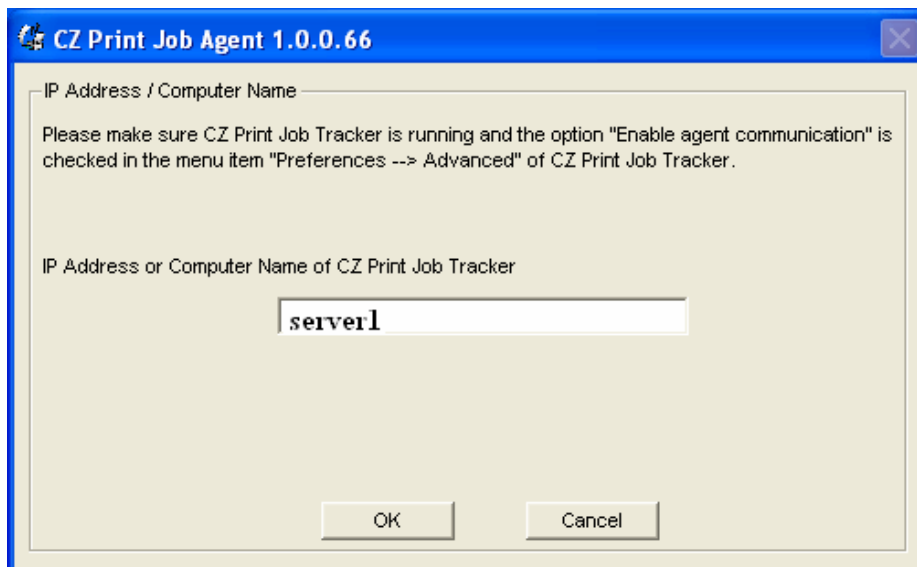 CZ Print Job Agent 1.0.0.66
IP Address / Computer Name
Please make sure CZ Print Job Tracker is running and the option "Enable agent communication" is
checked in the menu item "Preferences --> Advanced" of CZ Print Job Tracker.
IP Address or Computer Name of CZ Print Job Tracker
server1
OK
Cancel